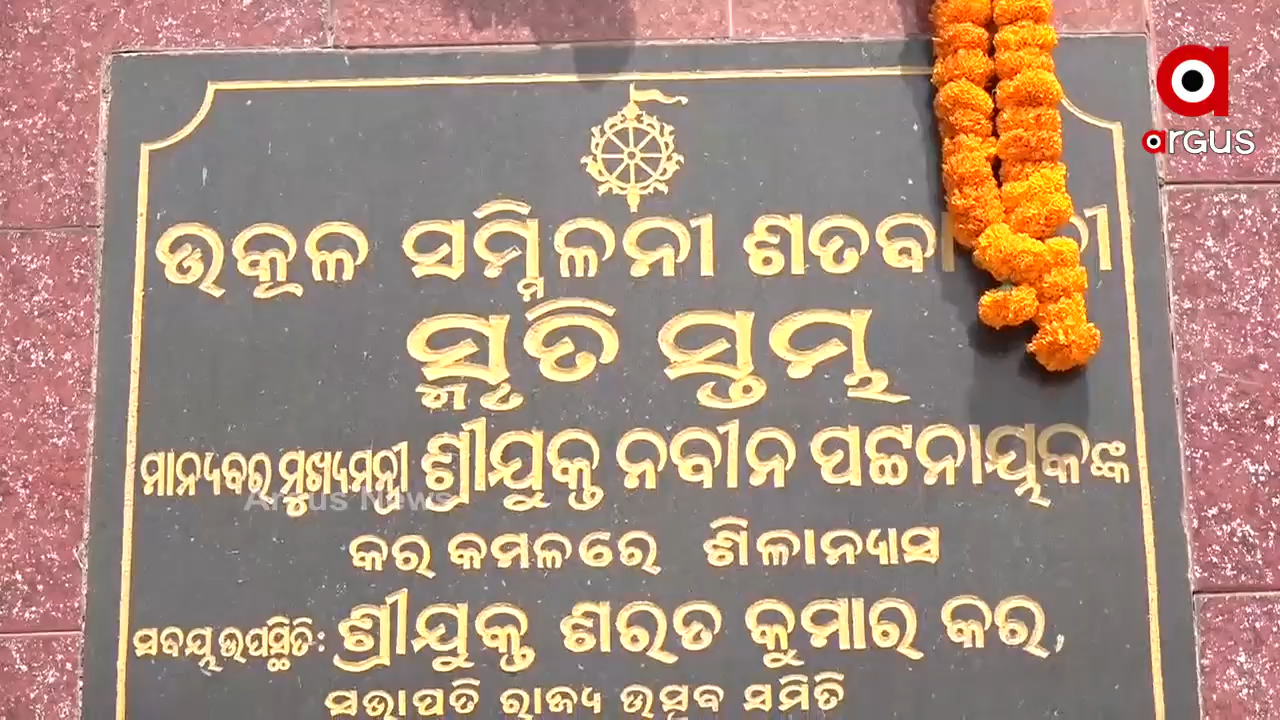 argus
ଉତ୍କଳ ସମ୍ମିଳନୀ
ସ୍ମୃତି ସ୍ତମ୍ଭ
ମାନ୍ୟବର ମୁଖ୍ୟମନ୍ତ୍ରୀ ଶ୍ରୀଯୁକ୍ତ ନବୀନ ପଟ୍ଟନାୟକଙ୍କ
Argus News
କର କମଳରେ ଶିଳାନ୍ୟାସ
ଶ୍ରୀଯୁକ୍ତ ଶରତ କୁମାର କର,
ସଭାପତି ରାଜ୍ୟ ଉତ୍ସବ ସମିତି